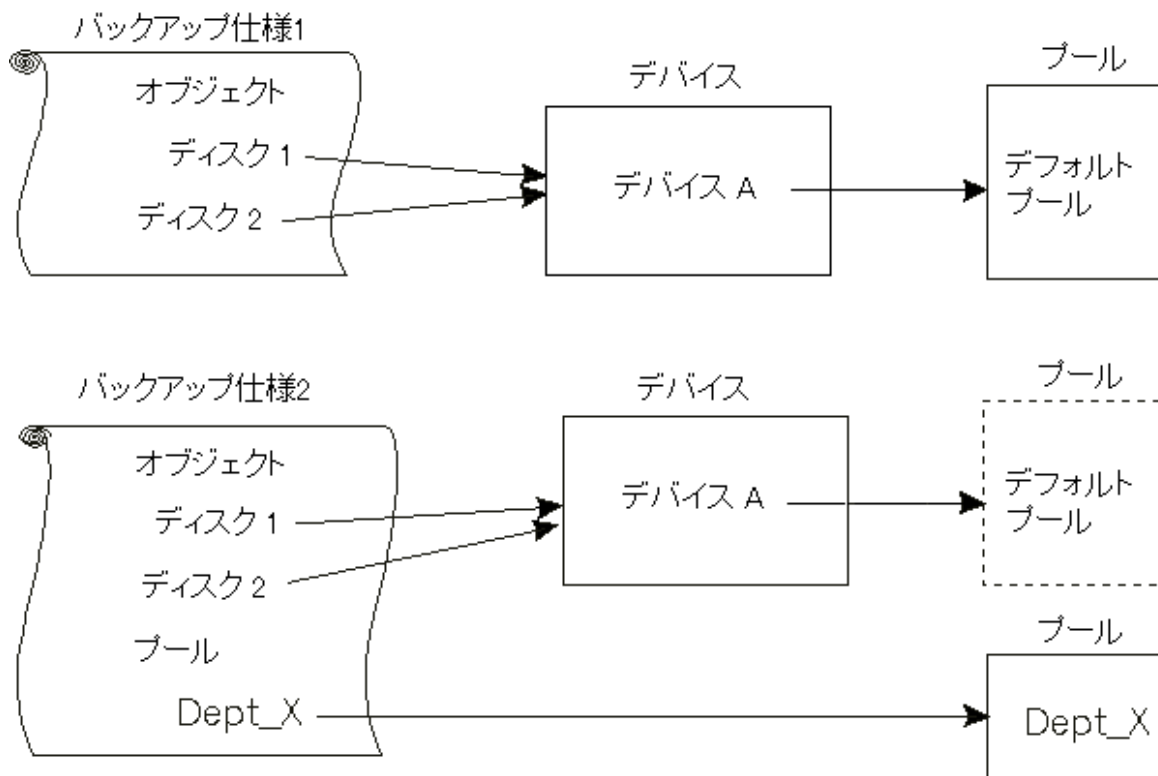 バックアップ仕様1
オブジェクト
ディスク 1
ディスク 2
デバイス
デバイス A
プール
デフォルト
プール
バックアップ仕様2
オブジェクト
ディスク 1
ディスク 2
プール
Dept_X
デバイス
デバイス A
プール
デフォルト
プール
プール
Dept_X